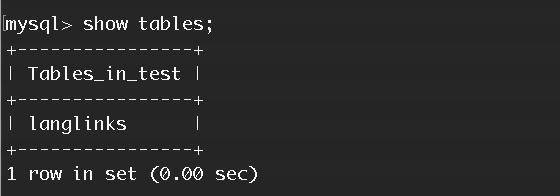 mysql> show tables;
+----------------+
| Tables_in_test |
+----------------+
| langlinks      |
+----------------+
1 row in set (0.00 sec)